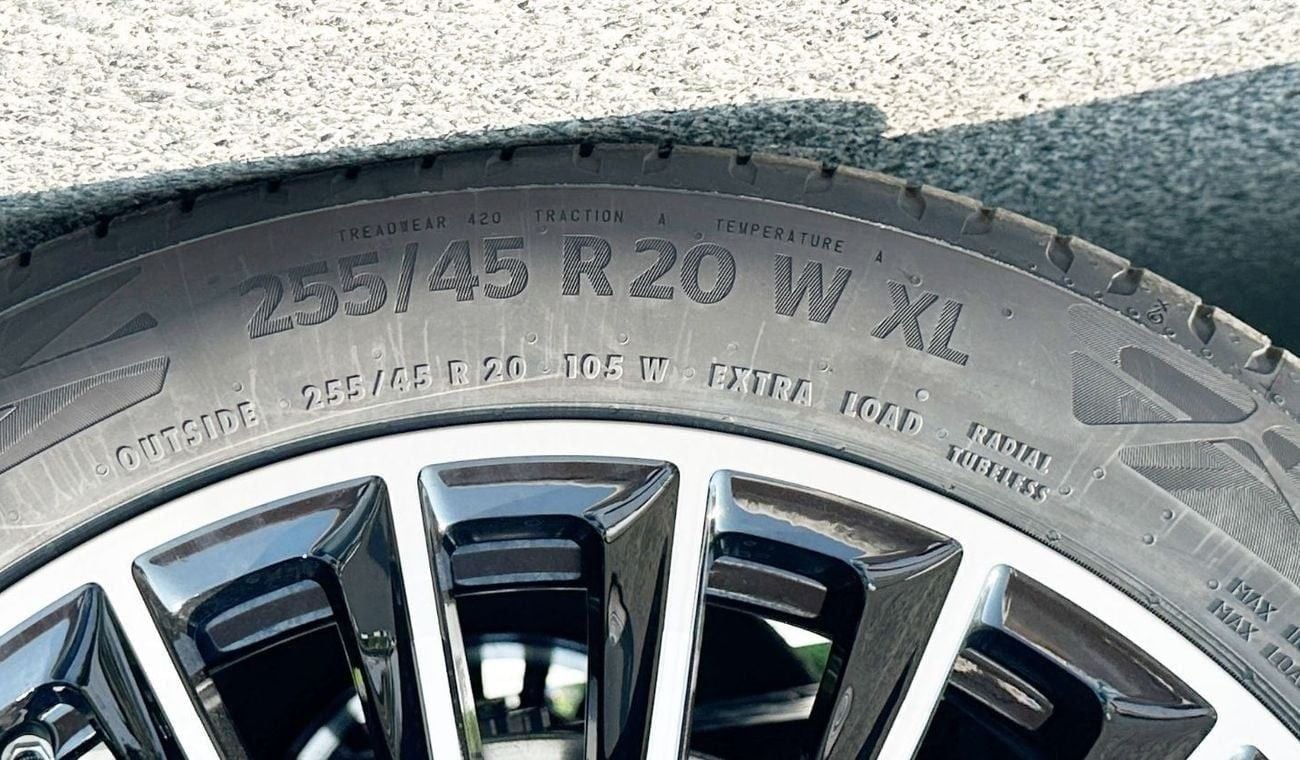 TREADWEAR 420 TRACTION A TEMPERATURE A
255/45 R20 W XL
OUTSIDE 255/45 R 20 105 W EXTRA LOAD
RADIAL
TUBELESS
MAX
MAX LOA